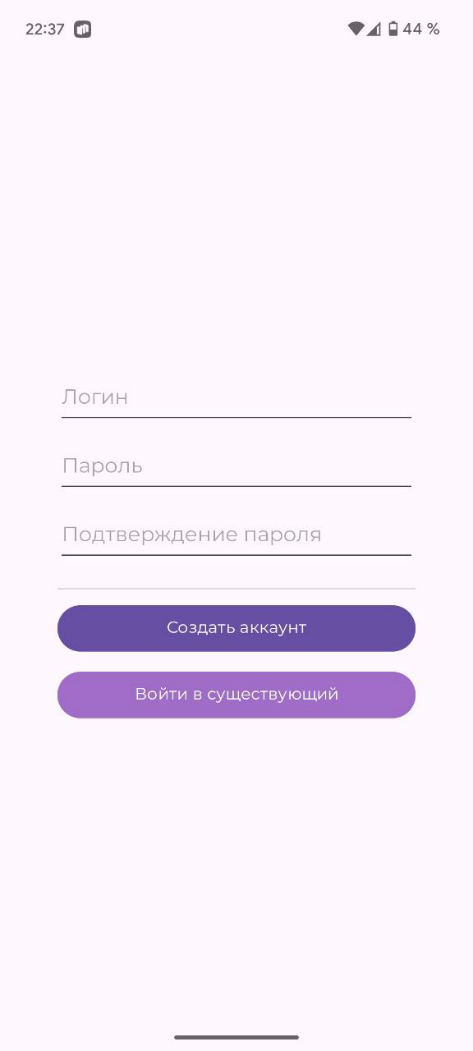 22:37 44 %
Логин
Пароль
Подтверждение пароля
Создать аккаунт
Войти в существующий